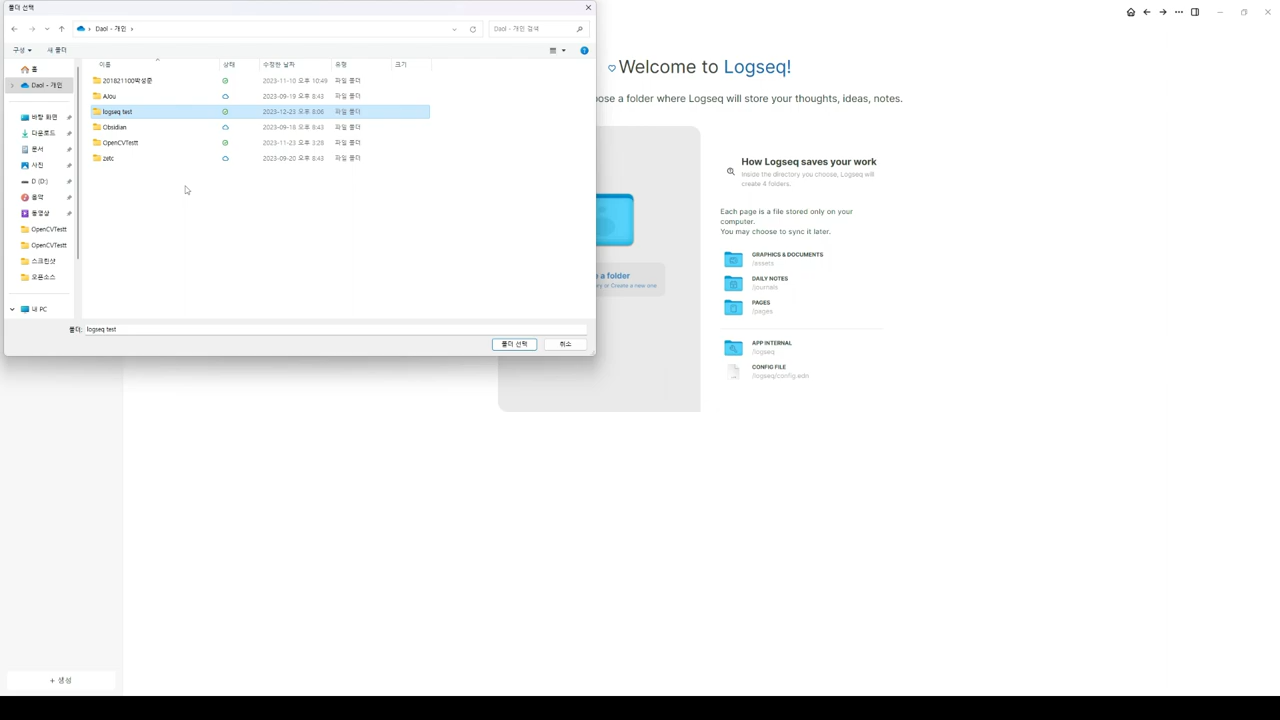 폴더 선택
Daol - 개인
Daol - 개인 검색
구성
새 폴더
홈
Daol - 개인
바탕 화면
다운로드
문서
사진
D (D:)
음악
동영상
OpenCVTestt
OpenCVTestt
스크린샷
오픈소스
내 PC
이름 상태 수정한 날짜 유형 크기
201821100박성준 2023-11-10 오후 10:49 파일 폴더
AJou 2023-09-19 오후 8:43 파일 폴더
logseq test 2023-12-23 오후 8:06 파일 폴더
Obsidian 2023-09-18 오후 8:43 파일 폴더
OpenCVTestt 2023-11-23 오후 3:28 파일 폴더
zetc 2023-09-20 오후 8:43 파일 폴더
폴더: logseq test
폴더 선택 취소
Welcome to Logseq!
ose a folder where Logseq will store your thoughts, ideas, notes.
e a folder
ry or Create a new one
How Logseq saves your work
Inside the directory you choose, Logseq will
create 4 folders.
Each page is a file stored only on your
computer.
You may choose to sync it later.
GRAPHICS & DOCUMENTS
/assets
DAILY NOTES
/journals
PAGES
/pages
APP INTERNAL
/logseq
CONFIG FILE
/logseq/config.edn
+ 생성